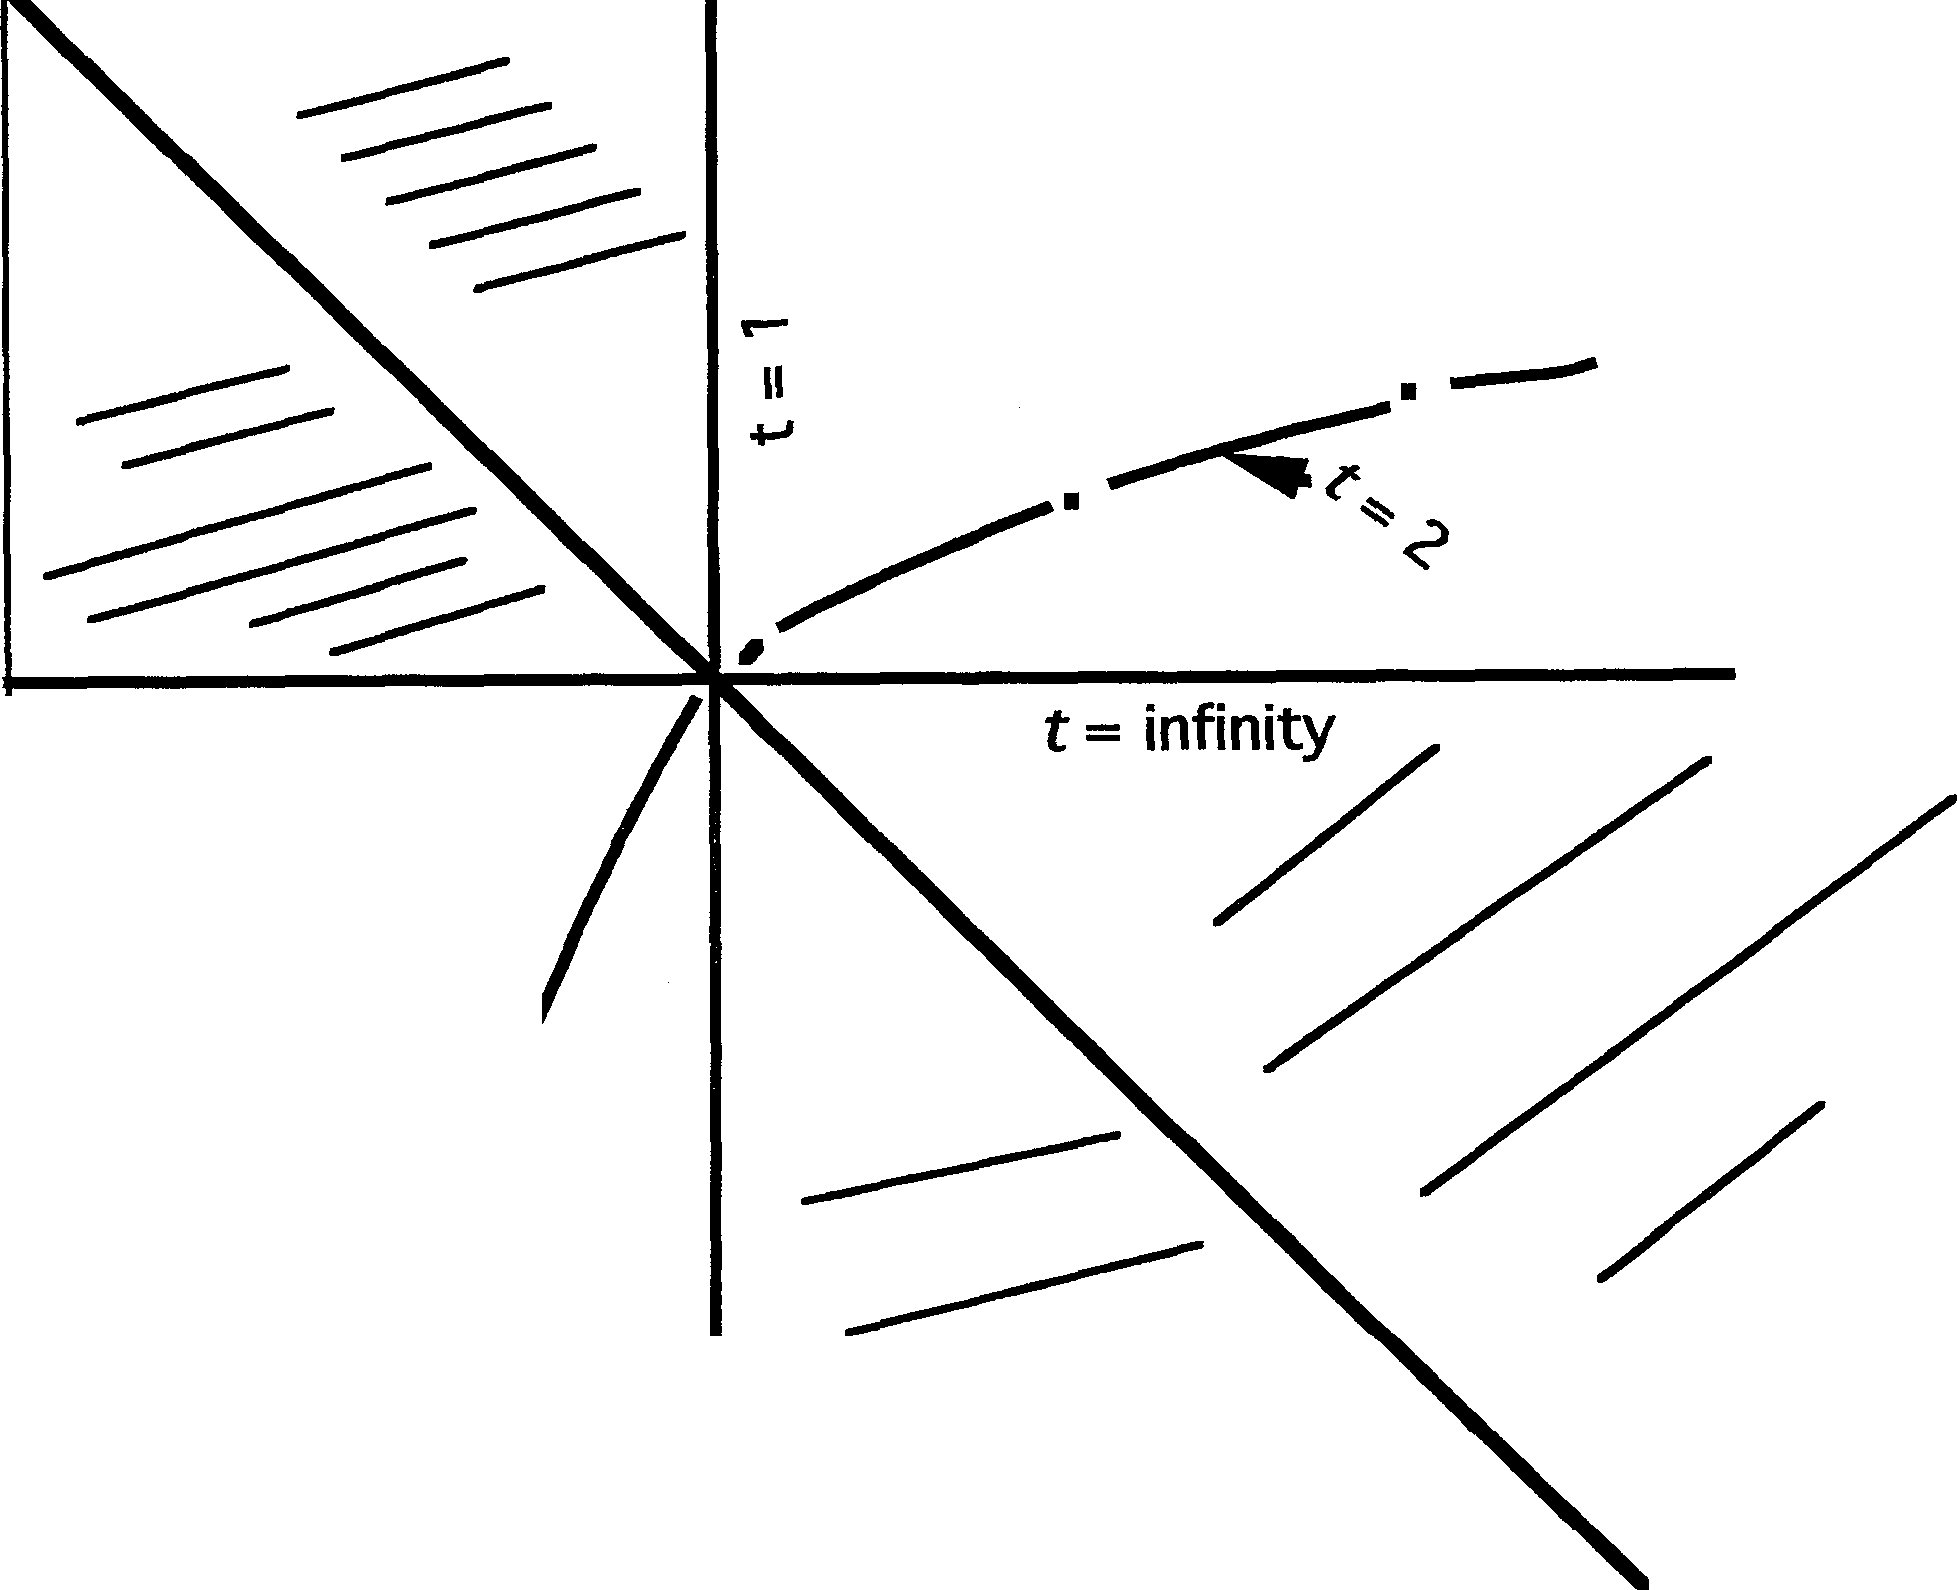 t = 1
t = 2
t = infinity